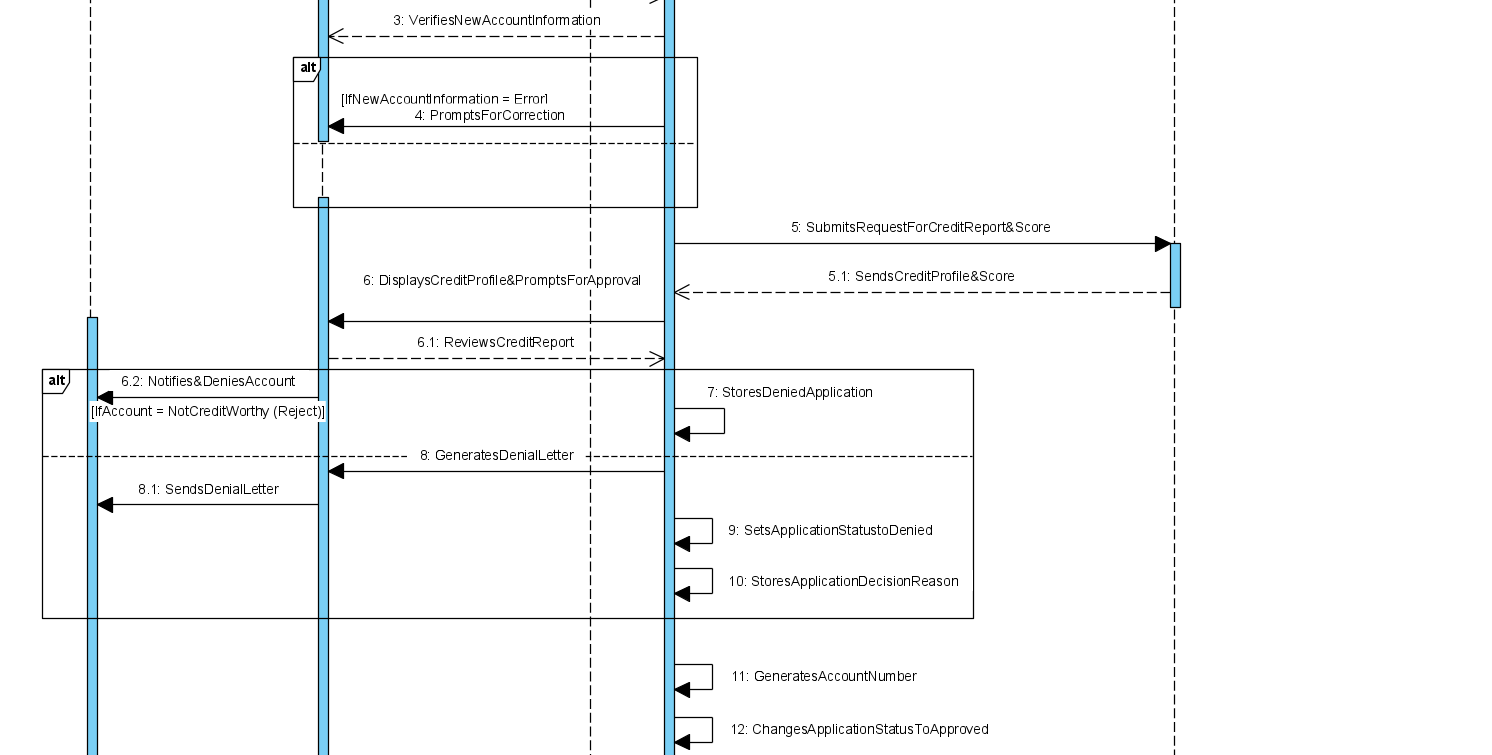 3: VerifiesNewAccountInformation
alt
[IfNewAccountInformation = Error]
4: PromptsForCorrection
5: SubmitsRequestForCreditReport&Score
5.1: SendsCreditProfile&Score
6: DisplaysCreditProfile&PromptsForApproval
6.1: ReviewsCreditReport
alt
6.2: Notifies&DeniesAccount
7: StoresDeniedApplication
[IfAccount = NotCreditWorthy (Reject)]
8: GeneratesDenialLetter
8.1: SendsDenialLetter
9: SetsApplicationStatustoDenied
10: StoresApplicationDecisionReason
11: GeneratesAccountNumber
12: ChangesApplicationStatusToApproved